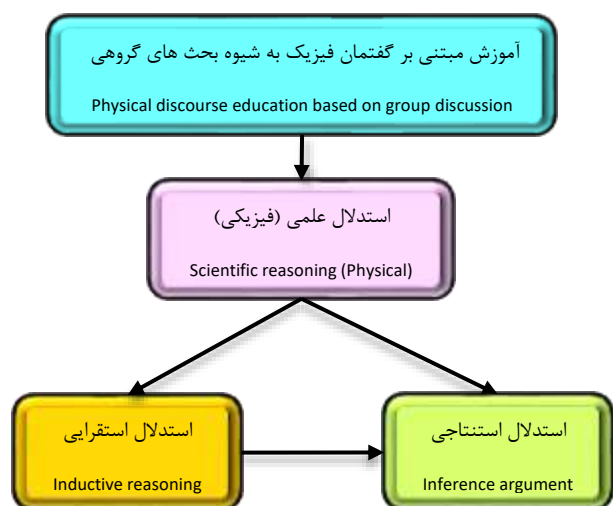 آموزش مبتنی بر گفتمان فیزیک به شیوه بحث های گروهی
Physical discourse education based on group discussion
استدلال علمی (فیزیکی)
Scientific reasoning (Physical)
استدلال استقرایی
Inductive reasoning
استدلال استنتاجی
Inference argument